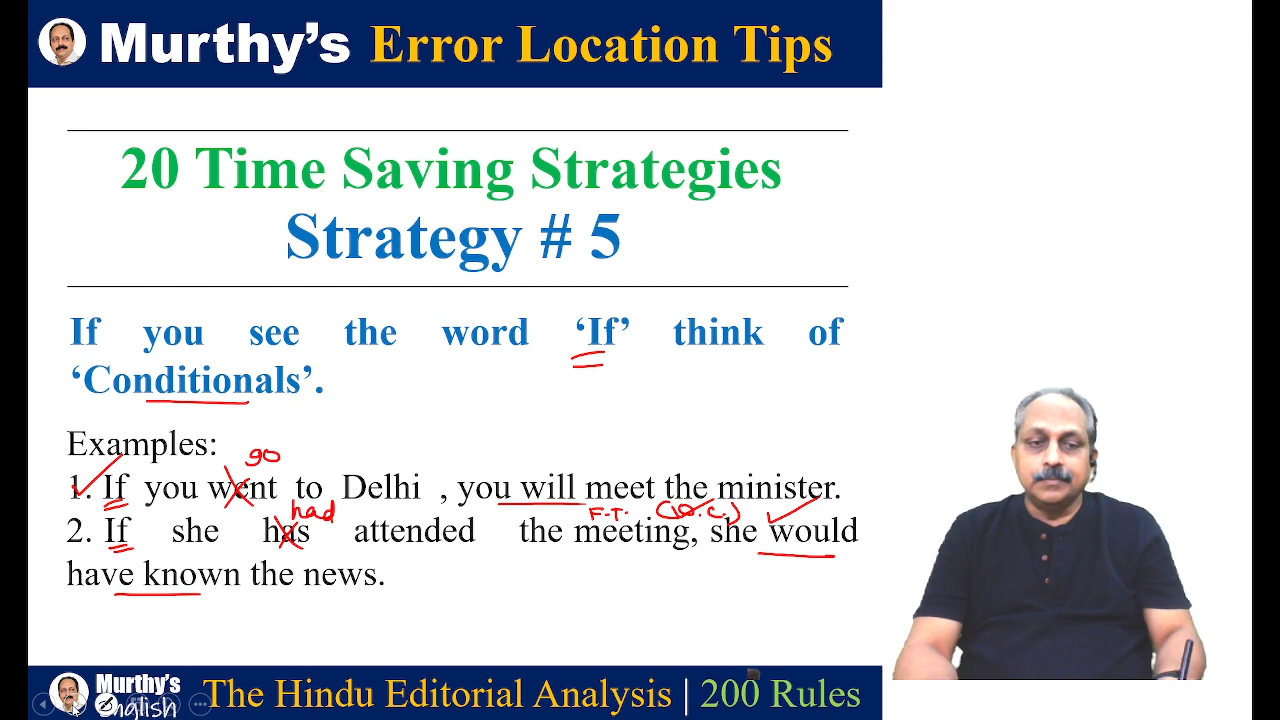 Murthy's Error Location Tips
20 Time Saving Strategies
Strategy # 5
If you see the word 'If' think of
'Conditionals'.
Examples:
go
1. If you went to Delhi , you will meet the minister.
had F.T. (I.C.)
2. If she has attended the meeting, she would
have known the news.
Murthy's
English
The Hindu Editorial Analysis | 200 Rules